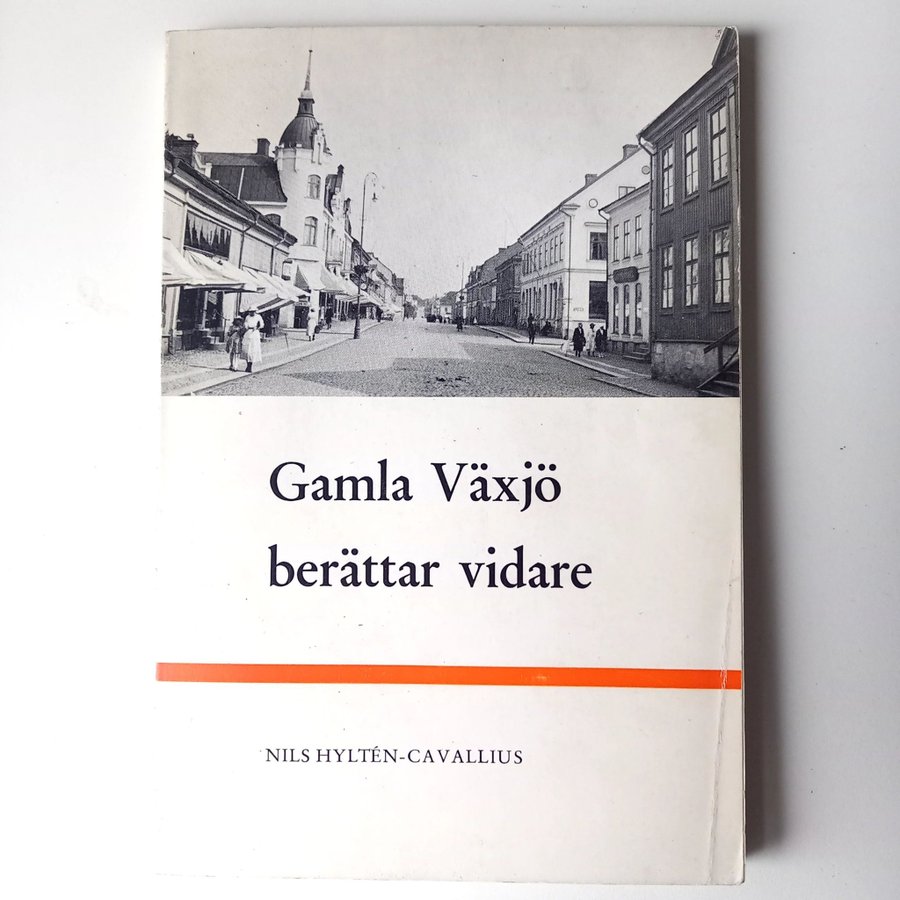 Gamla Växjö
berättar vidare
NILS HYLTÉN-CAVALLIUS